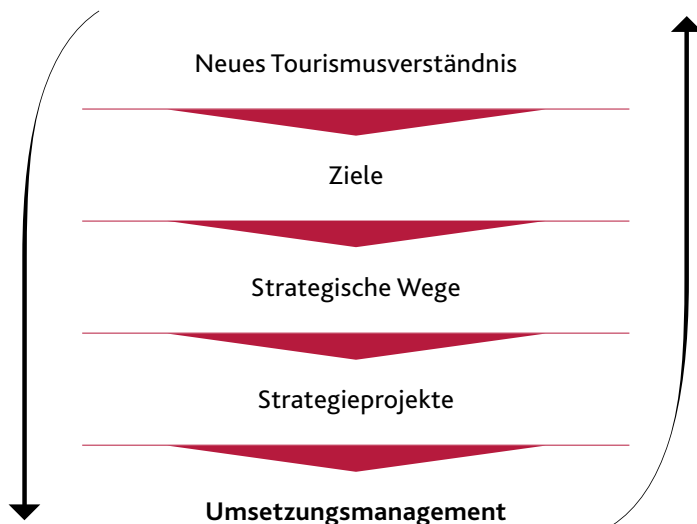 Neues Tourismusverständnis
Ziele
Strategische Wege
Strategieprojekte
Umsetzungsmanagement